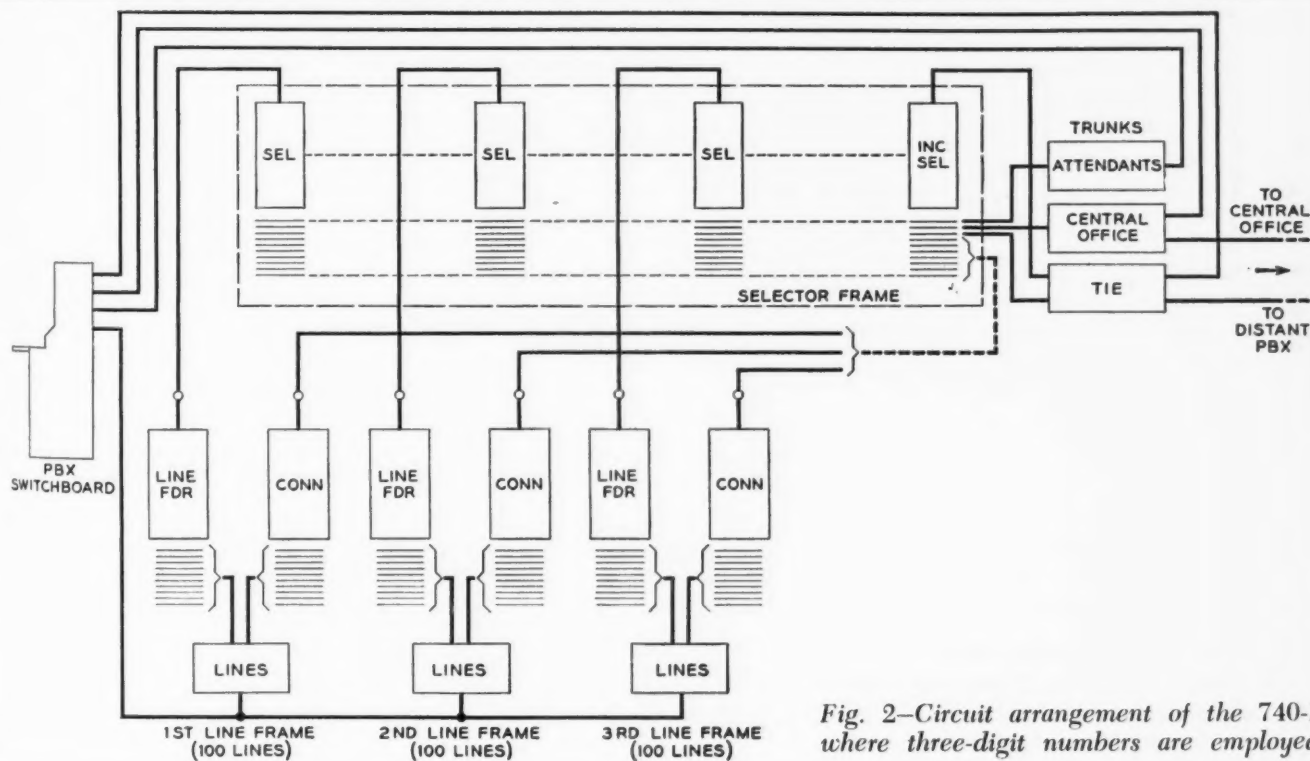 SEL
SEL
SEL
INC
SEL
TRUNKS
ATTENDANTS
CENTRAL
OFFICE
TIE
TO
CENTRAL
OFFICE
TO
DISTANT
PBX
SELECTOR FRAME
PBX
SWITCHBOARD
LINE
FDR
CONN
LINE
FDR
CONN
LINE
FDR
CONN
LINES
LINES
LINES
1ST LINE FRAME
(100 LINES)
2ND LINE FRAME
(100 LINES)
3RD LINE FRAME
(100 LINES)
Fig. 2—Circuit arrangement of the 740-
where three-digit numbers are employed